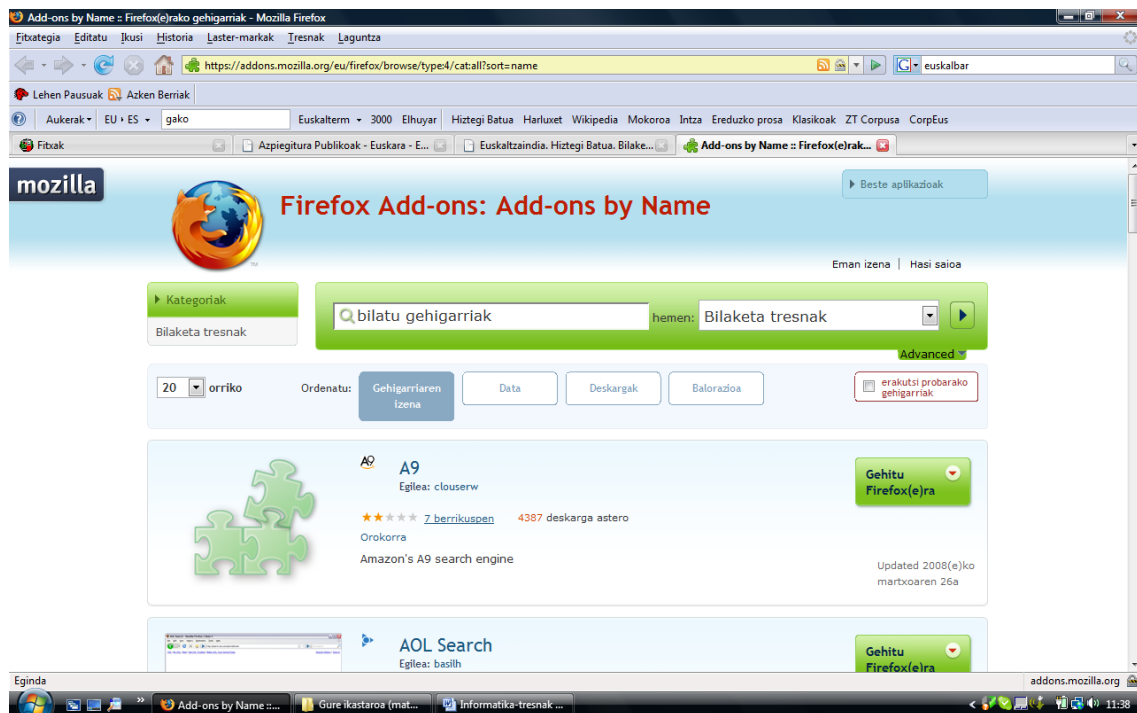 Add-ons by Name :: Firefox(e)rako gehigarriak - Mozilla Firefox
Fitxategia Editatu Ikusi Historia Laster-markak Tresnak Laguntza
https://addons.mozilla.org/eu/firefox/browse/type:4/cat:all?sort=name euskalbar
Lehen Pausuak Azken Berriak
Aukerak EU › ES gako Euskalterm 3000 Elhuyar Hiztegi Batua Harluxet Wikipedia Mokoroa Intza Ereduzko prosa Klasikoak ZT Corpusa CorpEus
Fitxak Azpiegitura Publikoak - Euskara - E... Euskaltzaindia. Hiztegi Batua. Bilake... Add-ons by Name :: Firefox(e)rak...
mozilla
Beste aplikazioak
Firefox Add-ons: Add-ons by Name
Eman izena | Hasi saioa
Kategoriak
Bilaketa tresnak
bilatu gehigarriak hemen: Bilaketa tresnak
Advanced
20 orriko Ordenatu: Gehigarriaren izena Data Deskargak Balorazioa erakutsi probarako gehigarriak
A9 A9
Egilea: clouserw
Gehitu Firefox(e)ra
7 berrikuspen 4387 deskarga astero
Orokorra
Amazon's A9 search engine
Updated 2008(e)ko
martxoaren 26a
AOL Search
Egilea: basilh
Gehitu
Firefox(e)ra
Eginda addons.mozilla.org
Add-ons by Name ::... Gure ikastaroa (mat... Informatika-tresnak ... 11:38